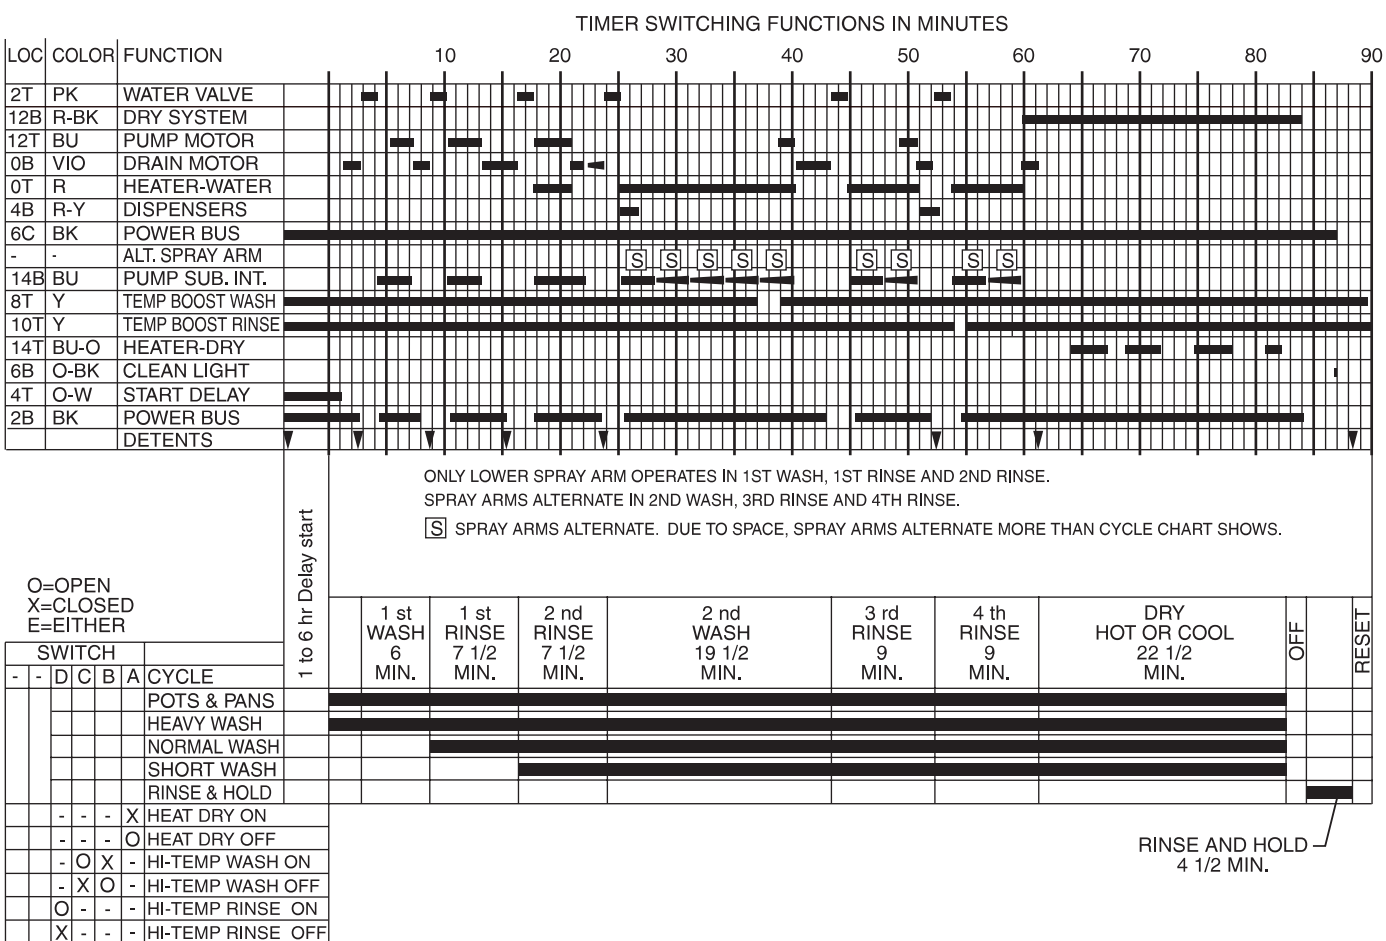 TIMER SWITCHING FUNCTIONS IN MINUTES
LOC COLOR FUNCTION 10 20 30 40 50 60 70 80 90
2T PK WATER VALVE
12B R-BK DRY SYSTEM
12T BU PUMP MOTOR
0B VIO DRAIN MOTOR
0T R HEATER-WATER
4B R-Y DISPENSERS
6C BK POWER BUS
- - ALT. SPRAY ARM S S S S S S S S S
14B BU PUMP SUB. INT.
8T Y TEMP BOOST WASH
10T Y TEMP BOOST RINSE
14T BU-O HEATER-DRY
6B O-BK CLEAN LIGHT
4T O-W START DELAY
2B BK POWER BUS
DETENTS
ONLY LOWER SPRAY ARM OPERATES IN 1ST WASH, 1ST RINSE AND 2ND RINSE.
SPRAY ARMS ALTERNATE IN 2ND WASH, 3RD RINSE AND 4TH RINSE.
S SPRAY ARMS ALTERNATE. DUE TO SPACE, SPRAY ARMS ALTERNATE MORE THAN CYCLE CHART SHOWS.
1 to 6 hr Delay start
O=OPEN
X=CLOSED
E=EITHER
1 st
WASH
6
MIN.
1 st
RINSE
7 1/2
MIN.
2 nd
RINSE
7 1/2
MIN.
2 nd
WASH
19 1/2
MIN.
3 rd
RINSE
9
MIN.
4 th
RINSE
9
MIN.
DRY
HOT OR COOL
22 1/2
MIN.
OFF
RESET
SWITCH
- - D C B A CYCLE
POTS & PANS
HEAVY WASH
NORMAL WASH
SHORT WASH
RINSE & HOLD
- - - X HEAT DRY ON
- - - O HEAT DRY OFF
- O X - HI-TEMP WASH ON
- X O - HI-TEMP WASH OFF
O - - - HI-TEMP RINSE ON
X - - - HI-TEMP RINSE OFF
RINSE AND HOLD
4 1/2 MIN.